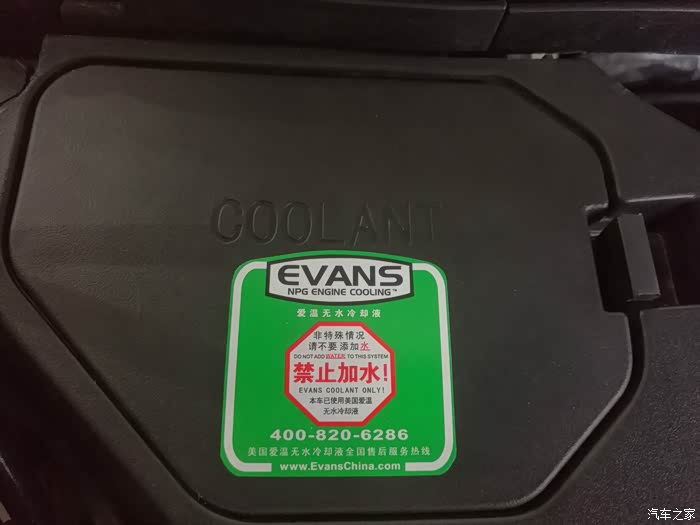 COOLANT
EVANS
NPG ENGINE COOLING™
爱温无水冷却液
非特殊情况
请不要添加水
DO NOT ADD WATER TO THIS SYSTEM
禁止加水!
EVANS COOLANT ONLY!
本车已使用美国爱温
无水冷却液
400-820-6286
美国爱温无水冷却液全国售后服务热线
www.EvansChina.com
汽车之家